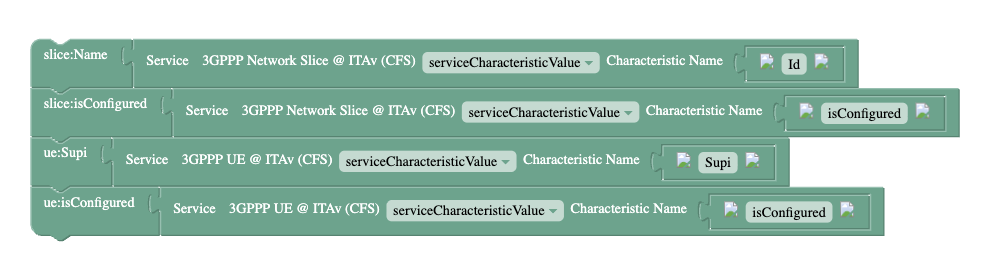 slice:Name Service 3GPPP Network Slice @ ITAv (CFS) serviceCharacteristicValue Characteristic Name Id
slice:isConfigured Service 3GPPP Network Slice @ ITAv (CFS) serviceCharacteristicValue Characteristic Name isConfigured
ue:Supi Service 3GPPP UE @ ITAv (CFS) serviceCharacteristicValue Characteristic Name Supi
ue:isConfigured Service 3GPPP UE @ ITAv (CFS) serviceCharacteristicValue Characteristic Name isConfigured